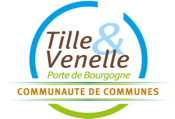 Tille &
Venelle
Porte de Bourgogne
COMMUNAUTE DE COMMUNES